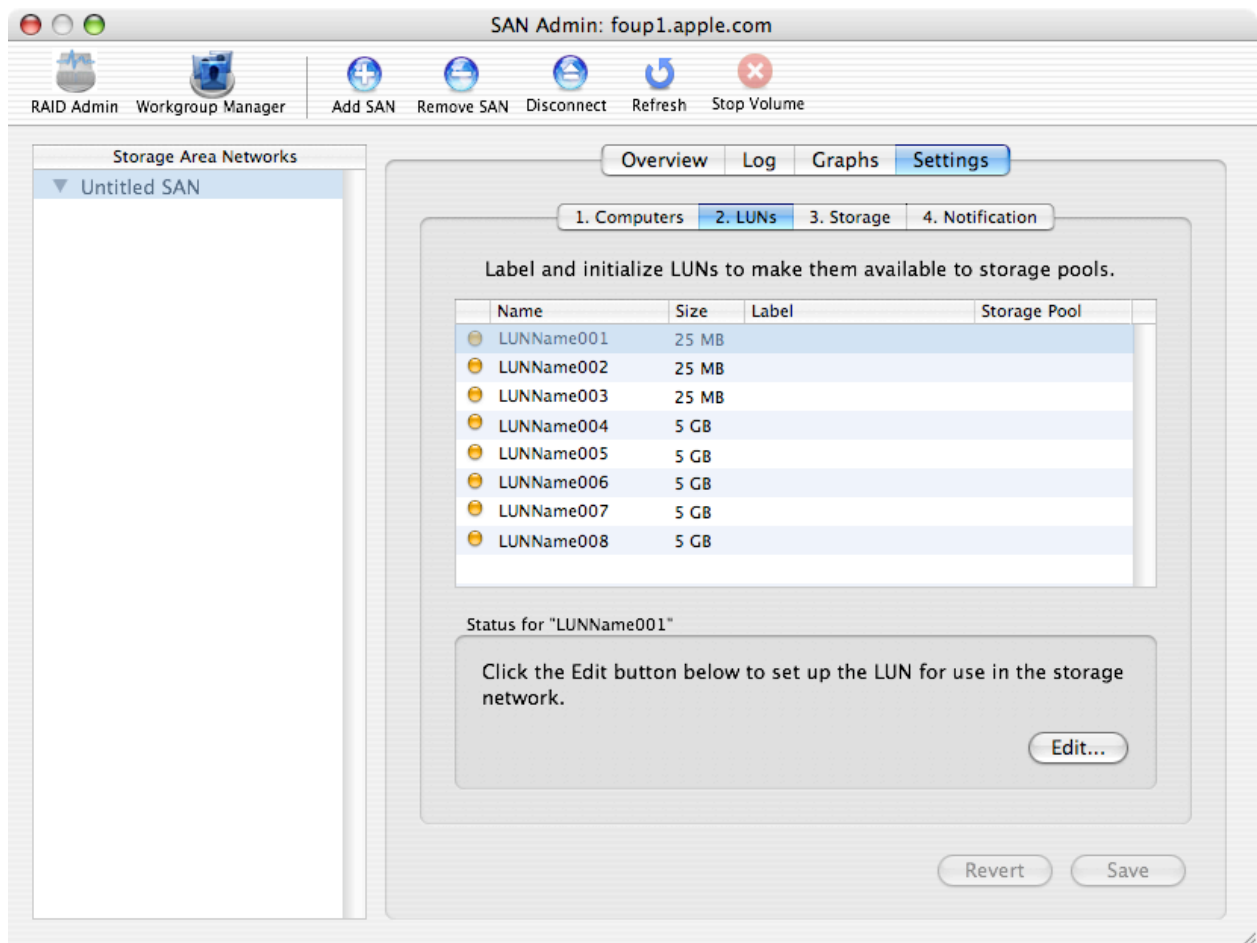 SAN Admin: foup1.apple.com
RAID Admin Workgroup Manager Add SAN Remove SAN Disconnect Refresh Stop Volume
Storage Area Networks
Untitled SAN
Overview Log Graphs Settings
1. Computers 2. LUNs 3. Storage 4. Notification
Label and initialize LUNs to make them available to storage pools.
Name Size Label Storage Pool
LUNName001 25 MB
LUNName002 25 MB
LUNName003 25 MB
LUNName004 5 GB
LUNName005 5 GB
LUNName006 5 GB
LUNName007 5 GB
LUNName008 5 GB
Status for "LUNName001"
Click the Edit button below to set up the LUN for use in the storage
network.
Edit...
Revert Save